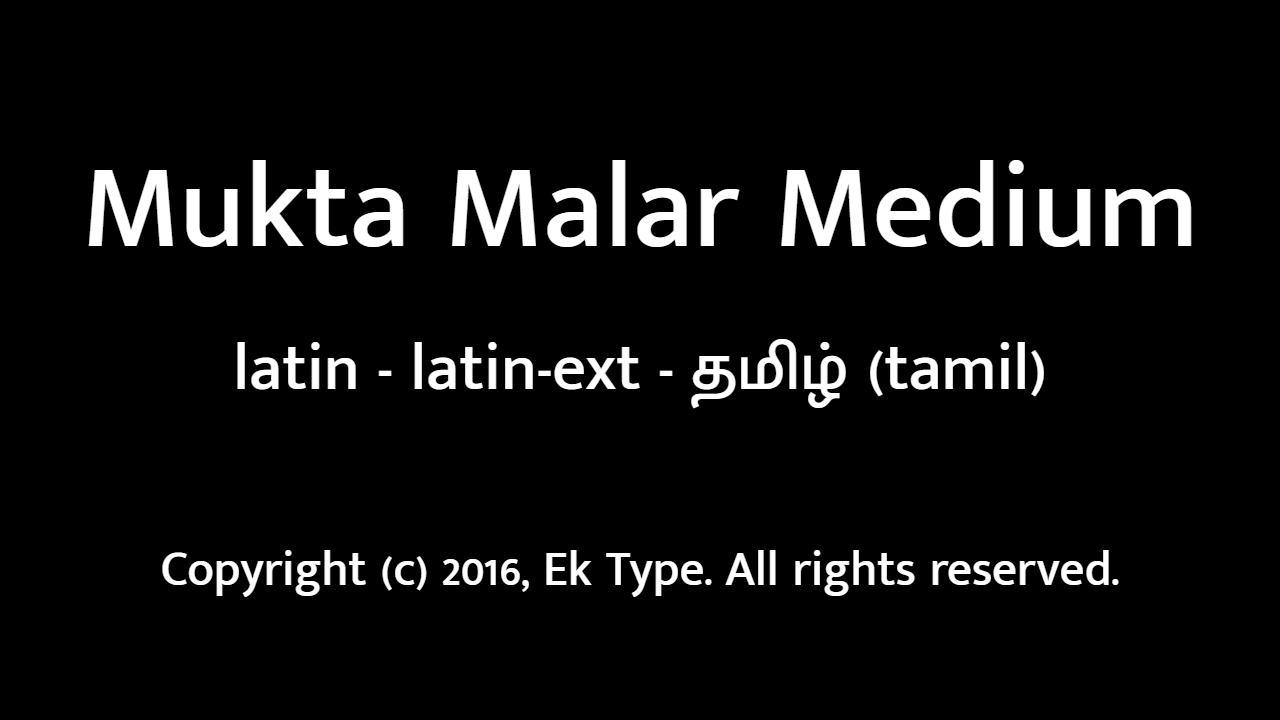 Mukta Malar Medium
latin - latin-ext - தமிழ் (tamil)
Copyright (c) 2016, Ek Type. All rights reserved.